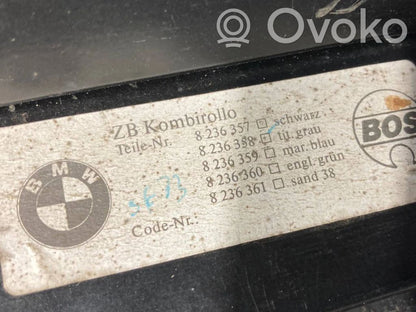 Ovoko
ZB Kombirollo
Teile-Nr. 8 236 357 schwarz
8 236 358 tit.grau
8 236 359 mar.blau
8 236 360 engl.grün
8 236 361 sand 38
Code-Nr.:
BMW
BOS